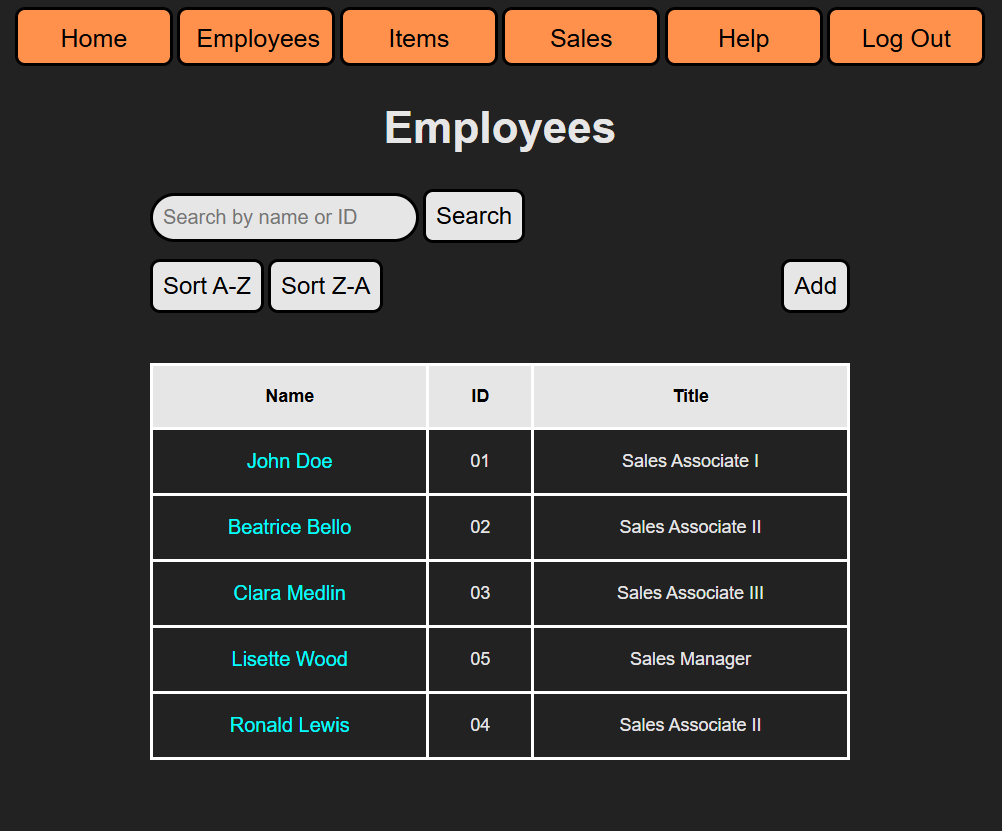 Home Employees Items Sales Help Log Out
Employees
Search by name or ID Search
Sort A-Z Sort Z-A Add
Name ID Title
John Doe 01 Sales Associate I
Beatrice Bello 02 Sales Associate II
Clara Medlin 03 Sales Associate III
Lisette Wood 05 Sales Manager
Ronald Lewis 04 Sales Associate II